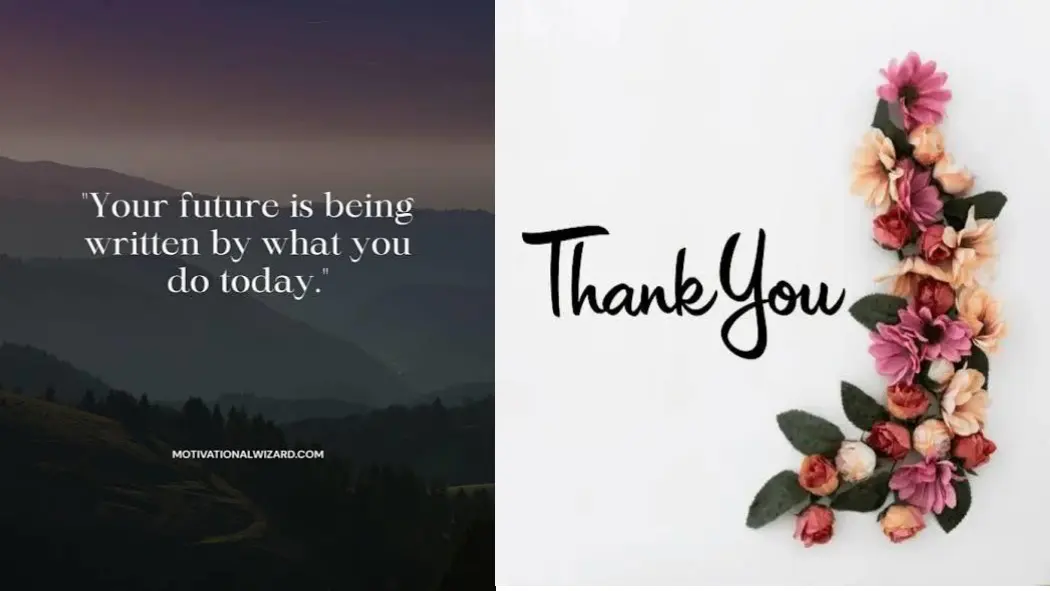 "Your future is being
written by what you
do today."
MOTIVATIONALWIZARD.COM
Thank You